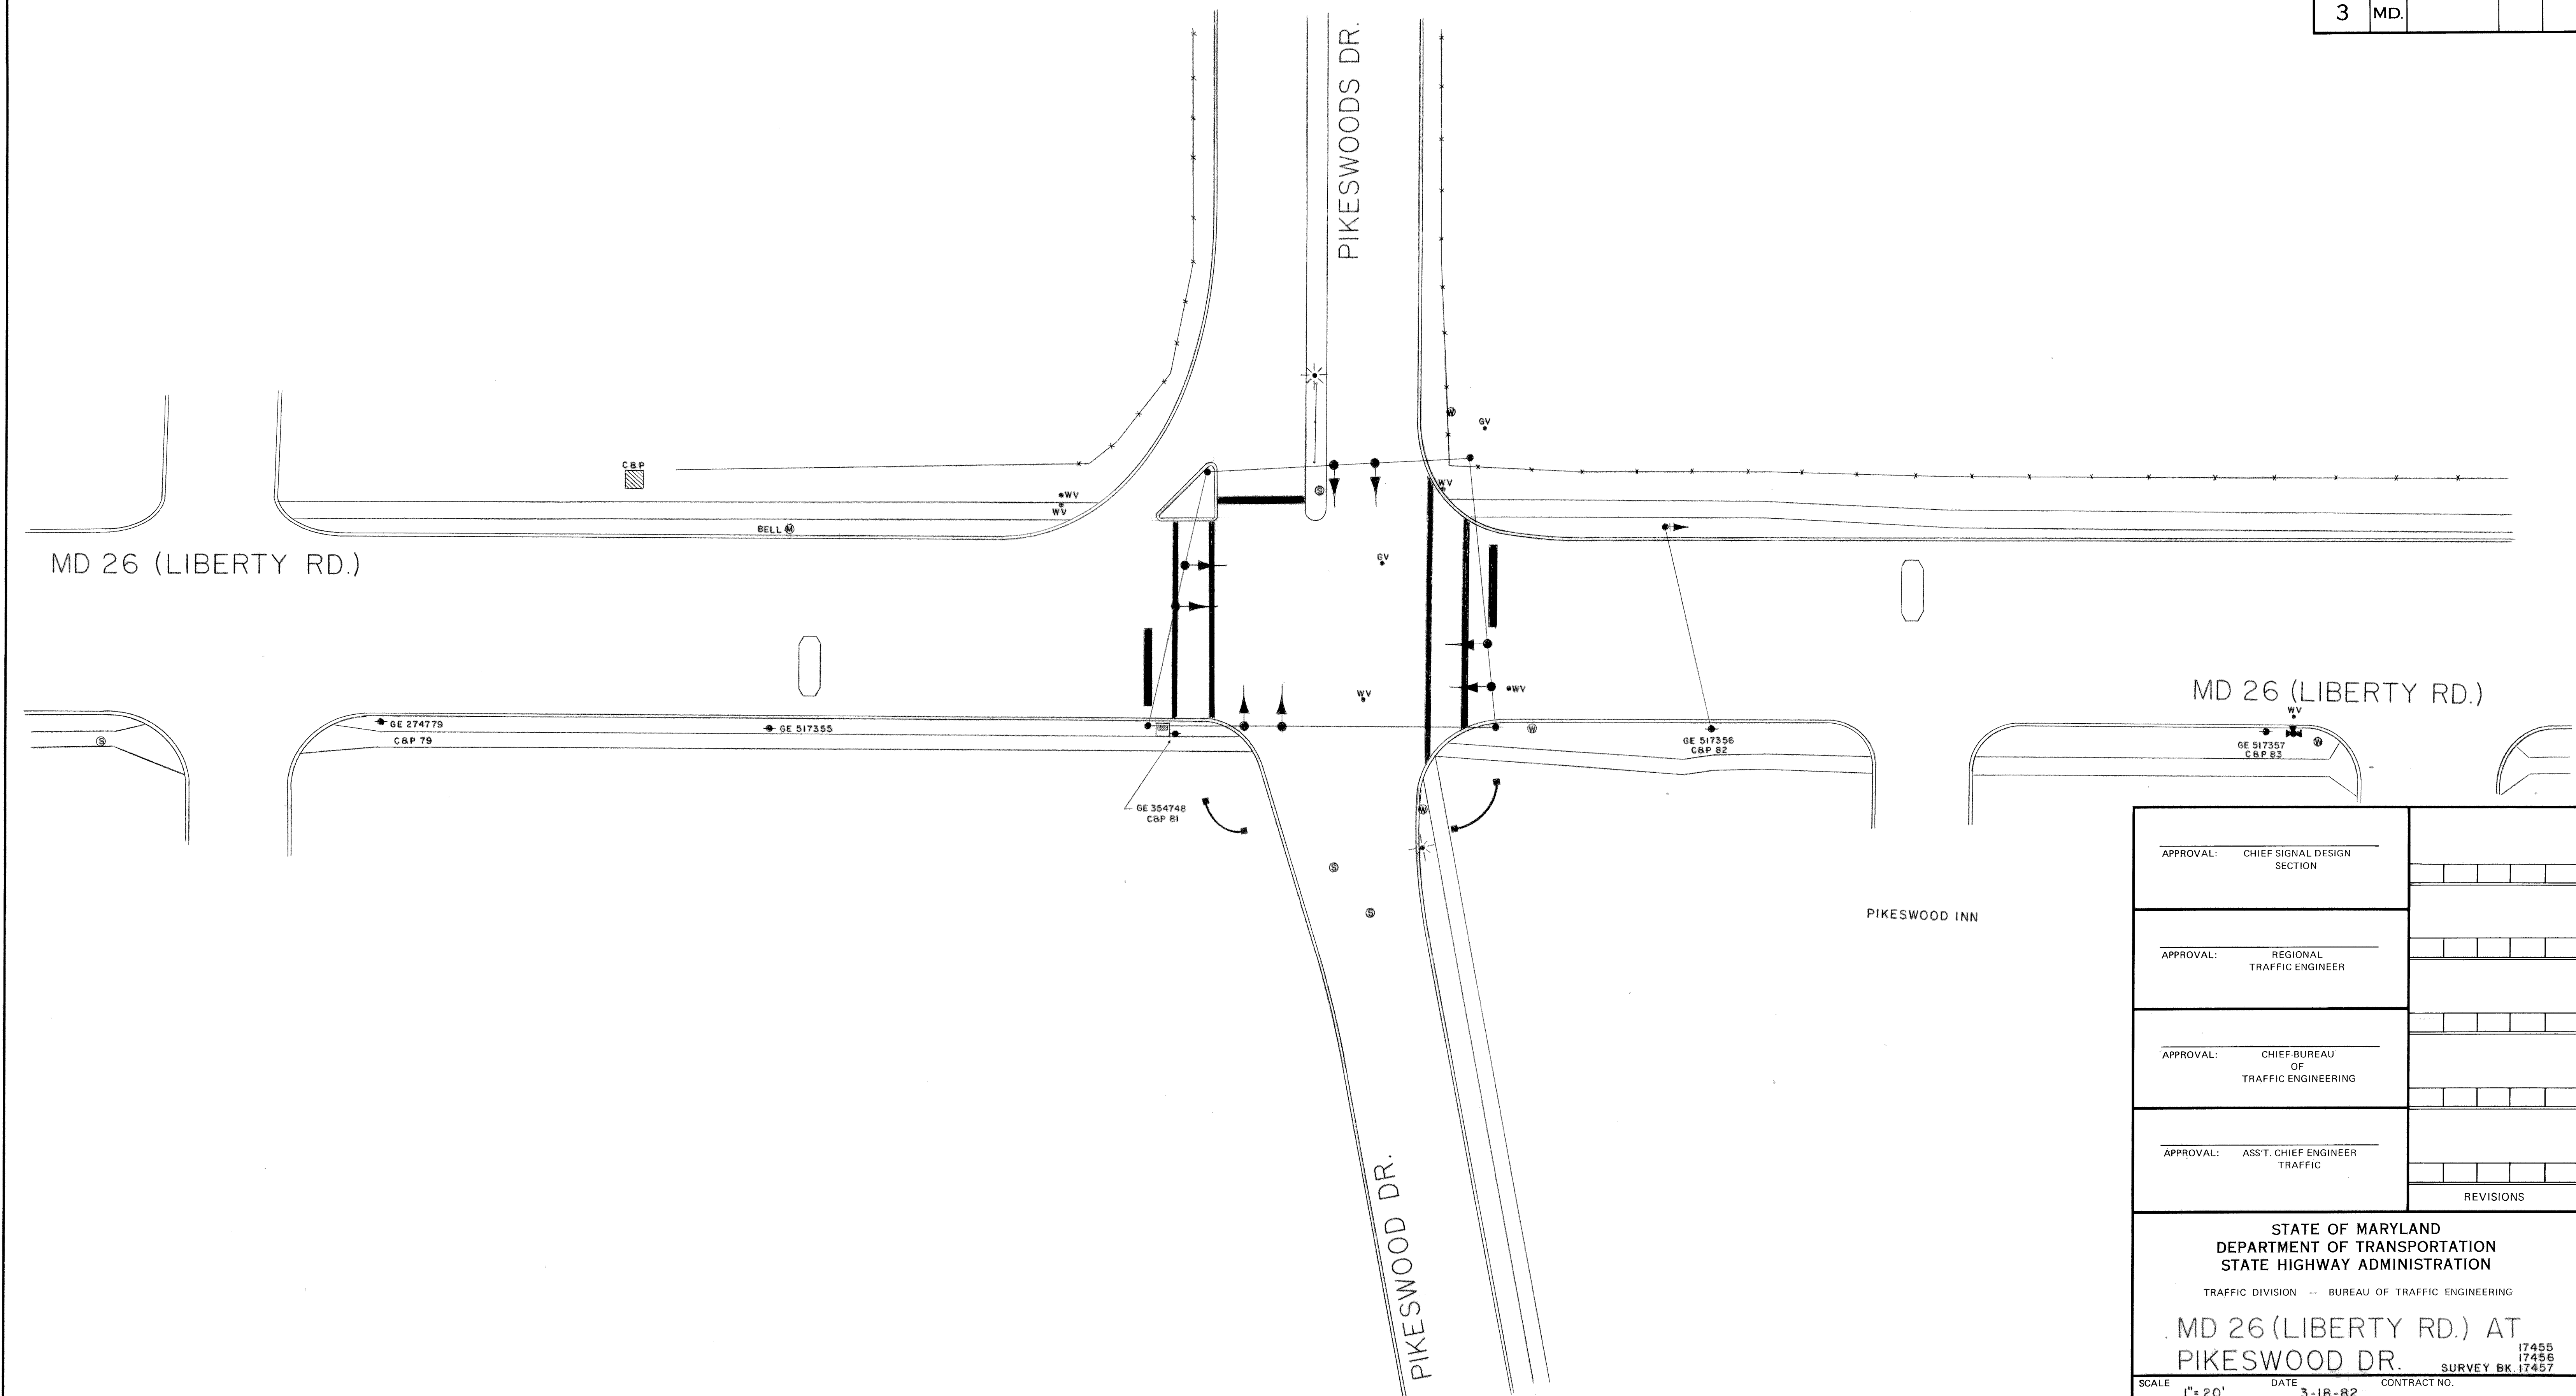 3 MD.
PIKESWOODS DR.
GV
C&P
WV
WV
WV
BELL M
S
W
GV
MD 26 (LIBERTY RD.)
WV
WV
MD 26 (LIBERTY RD.)
WV
GE 274779
C&P 79
S
GE 517355
W
GE 517356
C&P 82
GE 517357
C&P 83
W
GE 354748
C&P 81
W
S
S
PIKESWOOD INN
PIKESWOOD DR.
APPROVAL: CHIEF SIGNAL DESIGN
SECTION
APPROVAL: REGIONAL
TRAFFIC ENGINEER
APPROVAL: CHIEF-BUREAU
OF
TRAFFIC ENGINEERING
APPROVAL: ASS'T. CHIEF ENGINEER
TRAFFIC
REVISIONS
STATE OF MARYLAND
DEPARTMENT OF TRANSPORTATION
STATE HIGHWAY ADMINISTRATION
TRAFFIC DIVISION — BUREAU OF TRAFFIC ENGINEERING
MD 26 (LIBERTY RD.) AT
PIKESWOOD DR.
17455
17456
SURVEY BK. 17457
SCALE 1"= 20' DATE 3-18-82 CONTRACT NO.